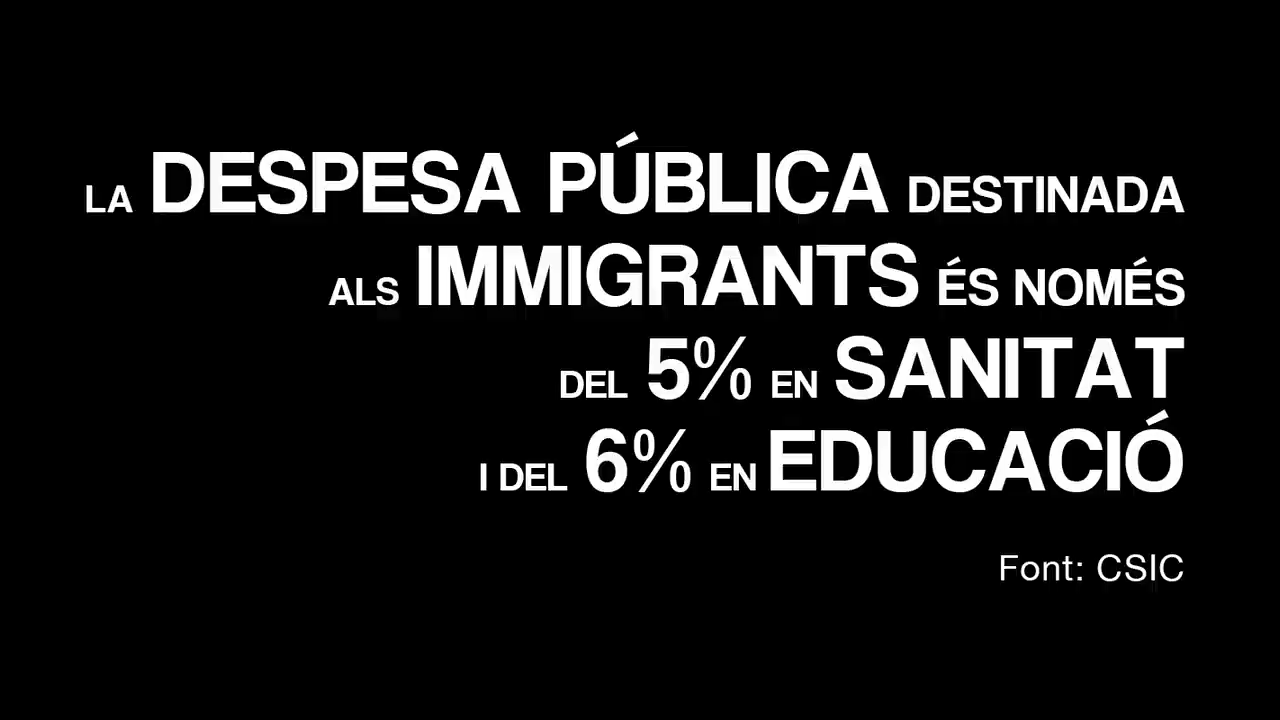 LA DESPESA PÚBLICA DESTINADA
ALS IMMIGRANTS ÉS NOMÉS
DEL 5% EN SANITAT
I DEL 6% EN EDUCACIÓ
Font: CSIC